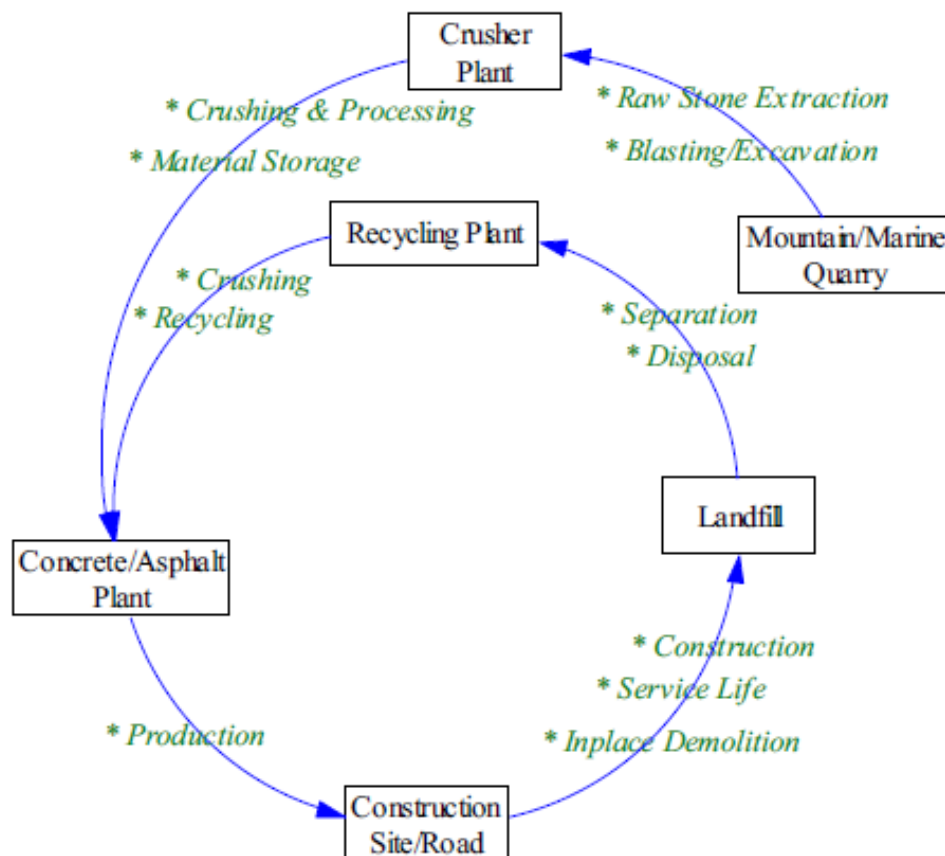 Crusher
Plant
* Crushing & Processing
* Raw Stone Extraction
* Material Storage
* Blasting/Excavation
Recycling Plant
Mountain/Marine
Quarry
* Crushing
* Recycling
* Separation
* Disposal
Landfill
Concrete/Asphalt
Plant
* Construction
* Service Life
* Production
* Inplace Demolition
Construction
Site/Road